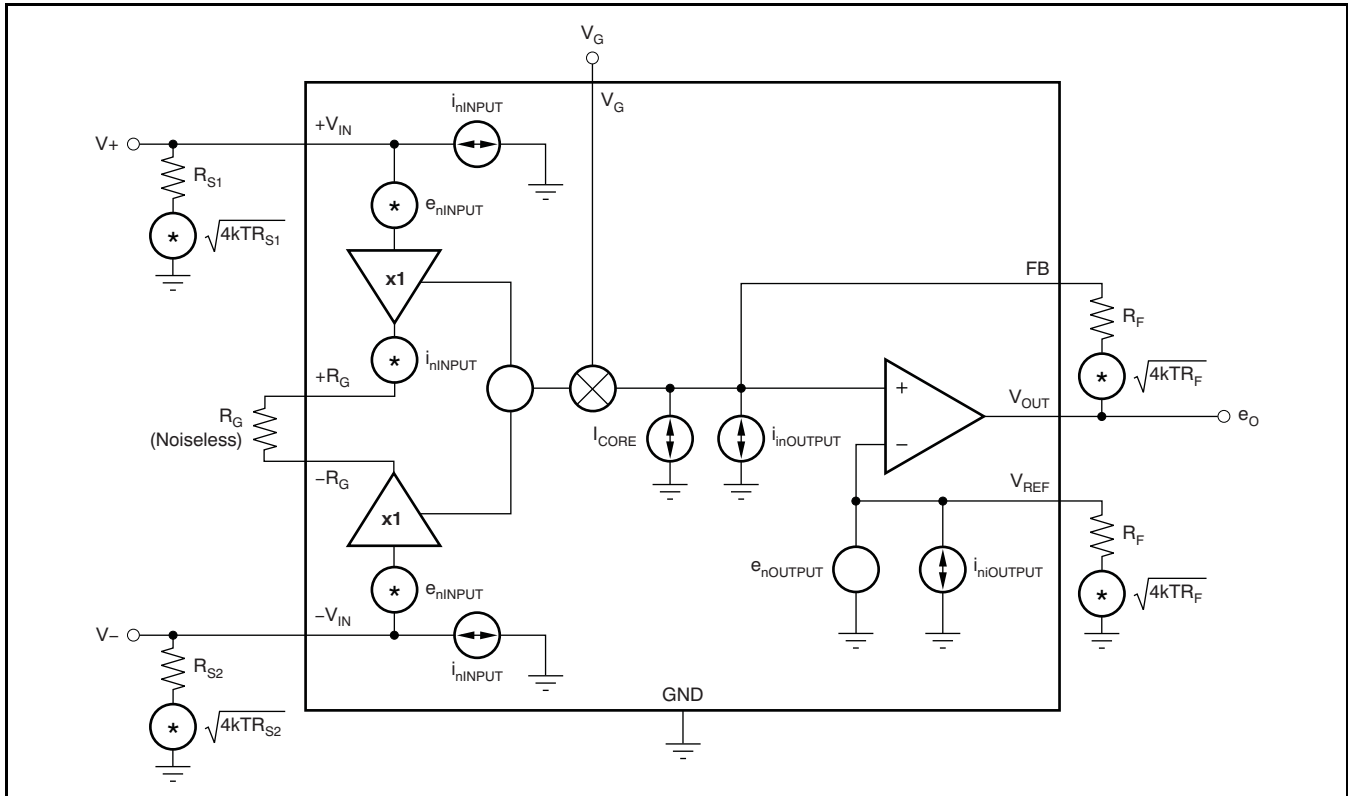 V_G
V_G
i_nINPUT
+V_IN
V+
R_S1
* e_nINPUT
* √4kTR_S1
x1
FB
R_F
* i_nINPUT
+R_G
* √4kTR_F
R_G
(Noiseless)
+
V_OUT
e_O
I_CORE
i_inOUTPUT
−
−R_G
V_REF
x1
R_F
e_nOUTPUT
i_niOUTPUT
* e_nINPUT
* √4kTR_F
−V_IN
V−
R_S2
i_nINPUT
GND
* √4kTR_S2